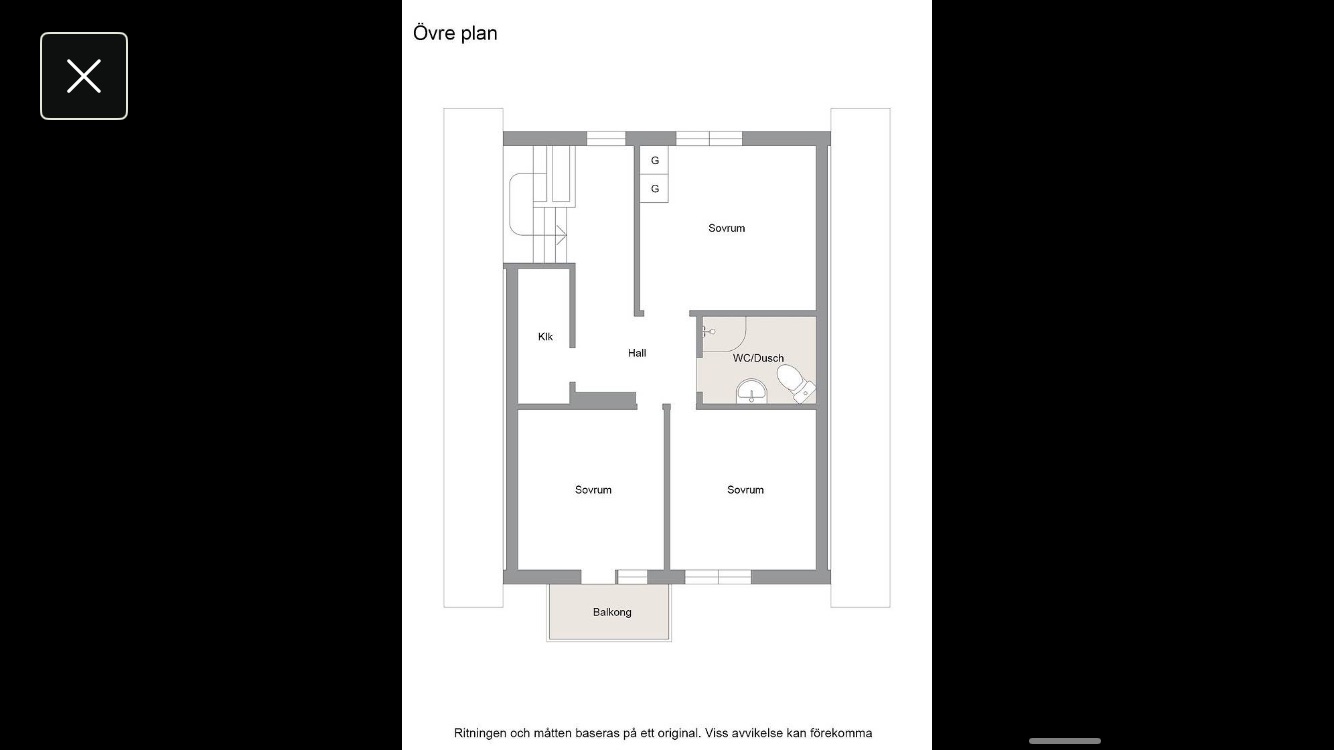 Övre plan
G
G
Sovrum
Klk
Hall
WC/Dusch
Sovrum
Sovrum
Balkong
Ritningen och måtten baseras på ett original. Viss avvikelse kan förekomma